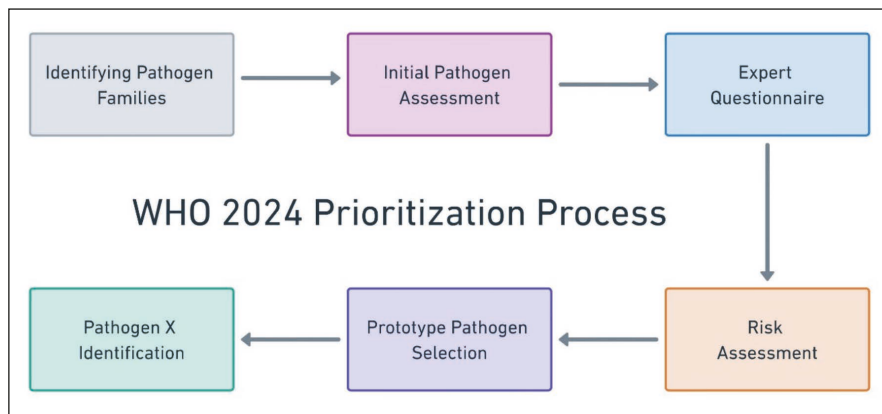 Identifying Pathogen
Families
Initial Pathogen
Assessment
Expert
Questionnaire
WHO 2024 Prioritization Process
Pathogen X
Identification
Prototype Pathogen
Selection
Risk
Assessment